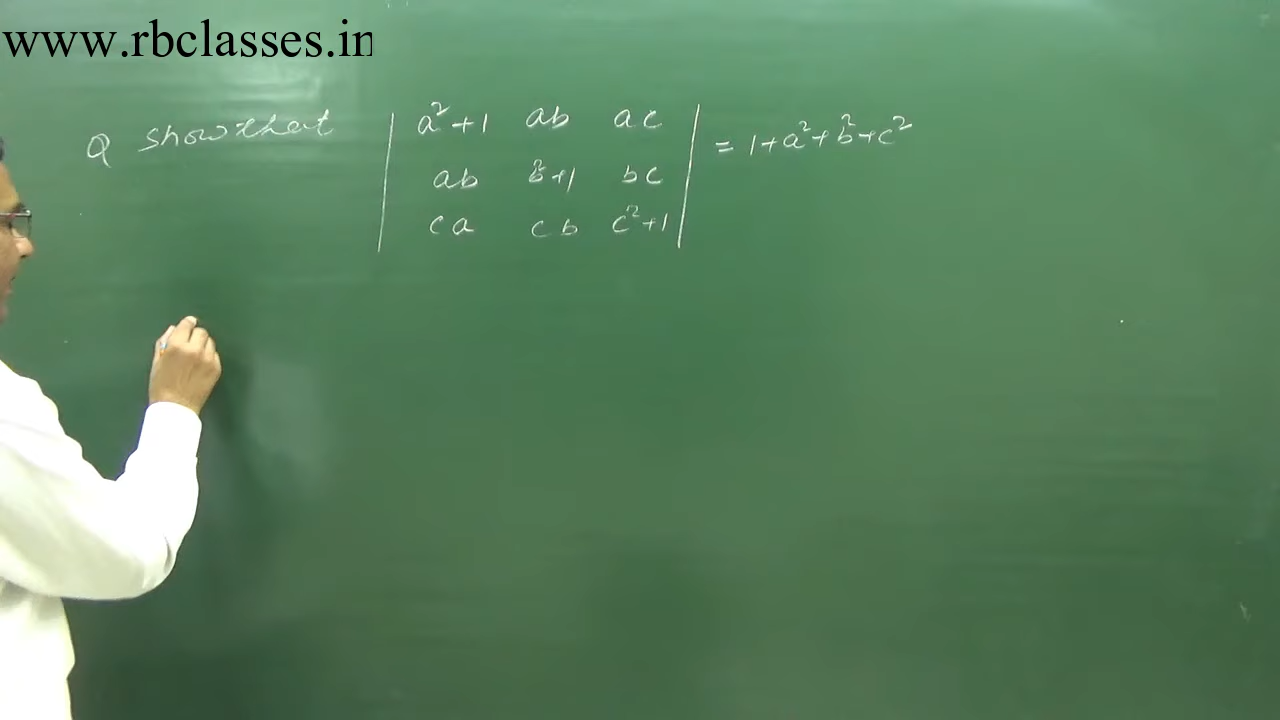 www.rbclasses.in
Q show that | a²+1 ab ac | = 1+a²+b²+c²
| ab b²+1 bc |
| ca cb c²+1 |